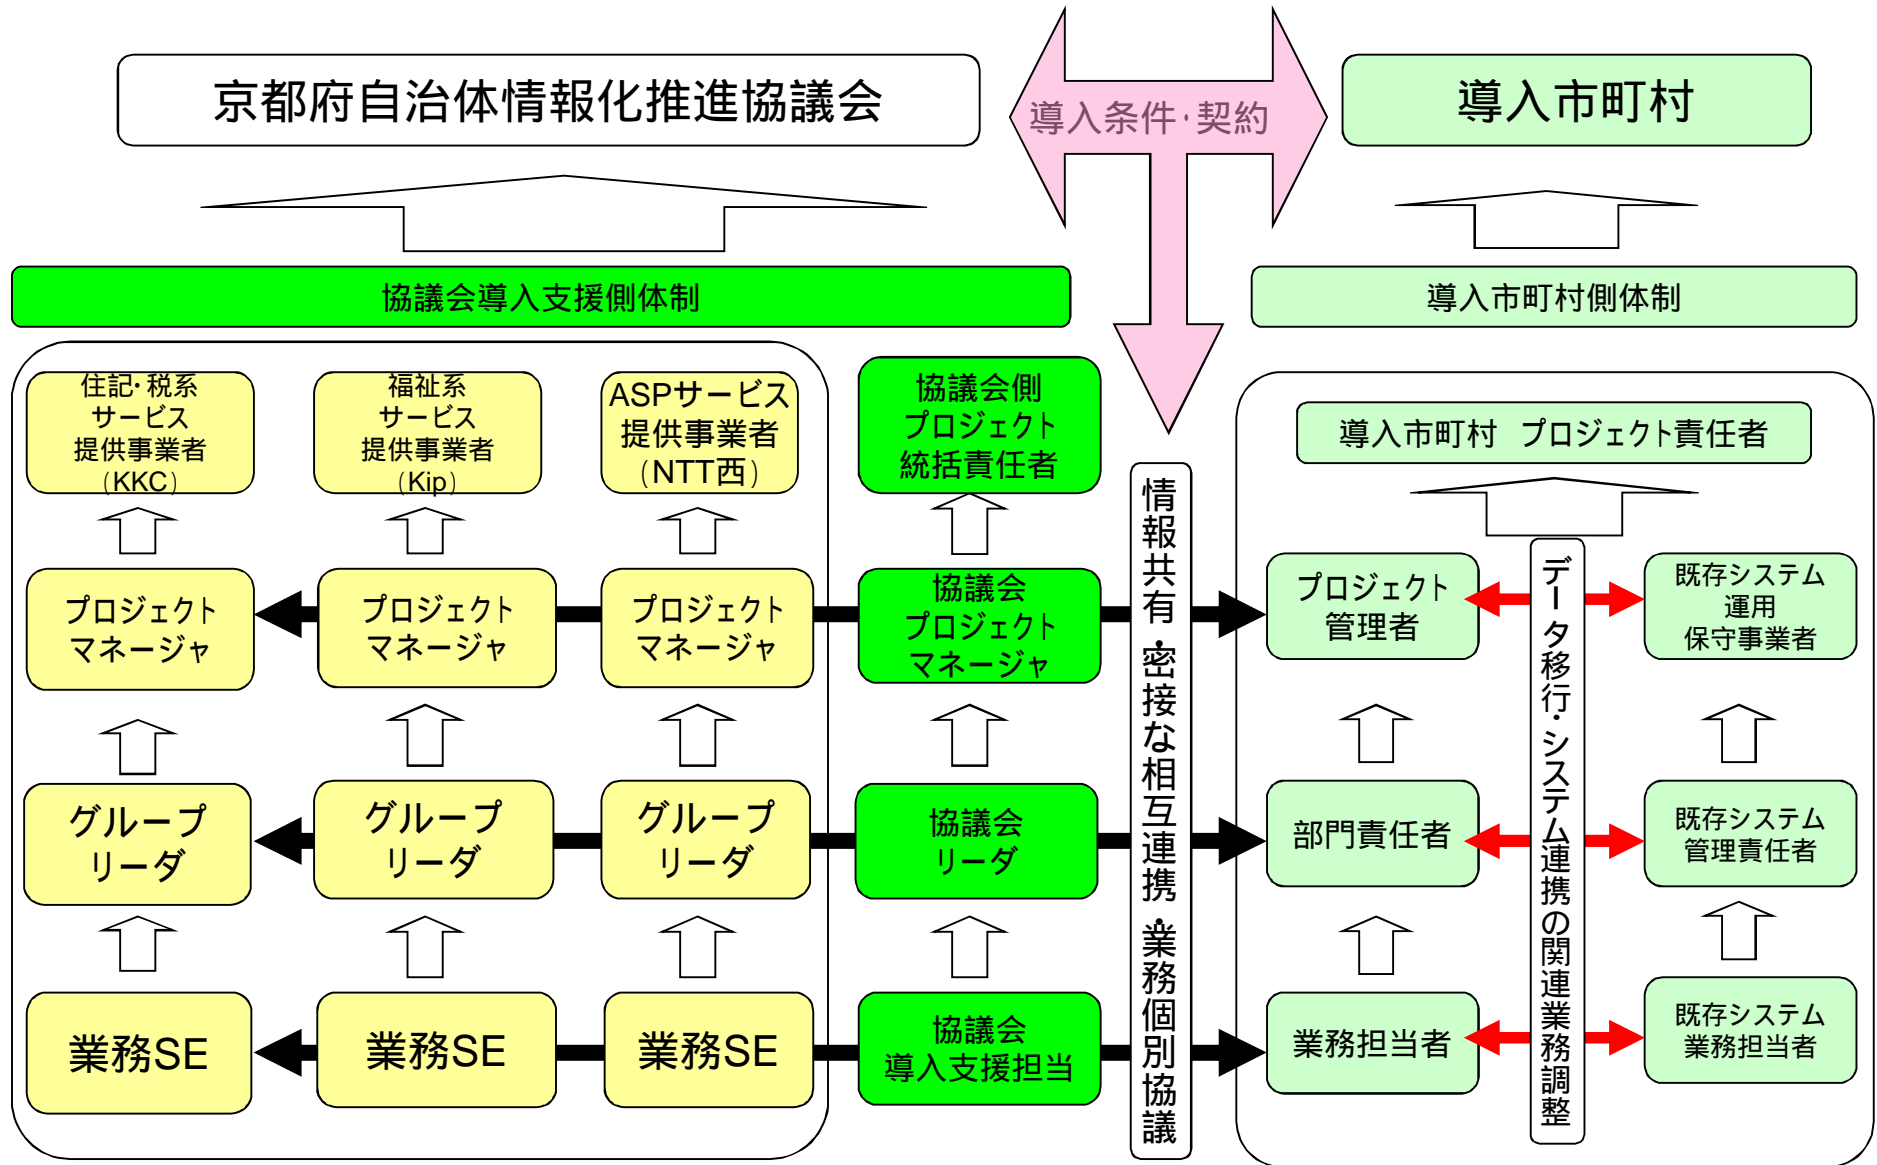 京都府自治体情報化推進協議会
導入条件・契約
導入市町村
協議会導入支援側体制
導入市町村側体制
住記・税系
サービス
提供事業者
(KKC)
福祉系
サービス
提供事業者
(Kip)
ASPサービス
提供事業者
(NTT西)
協議会側
プロジェクト
統括責任者
導入市町村 プロジェクト責任者
プロジェクト
マネージャ
プロジェクト
マネージャ
プロジェクト
マネージャ
協議会
プロジェクト
マネージャ
プロジェクト
管理者
既存システム
運用
保守事業者
グループ
リーダ
グループ
リーダ
グループ
リーダ
協議会
リーダ
部門責任者
既存システム
管理責任者
業務SE
業務SE
業務SE
協議会
導入支援担当
業務担当者
既存システム
業務担当者
情報共有・密接な相互連携・業務個別協議
データ移行・システム連携の関連業務調整